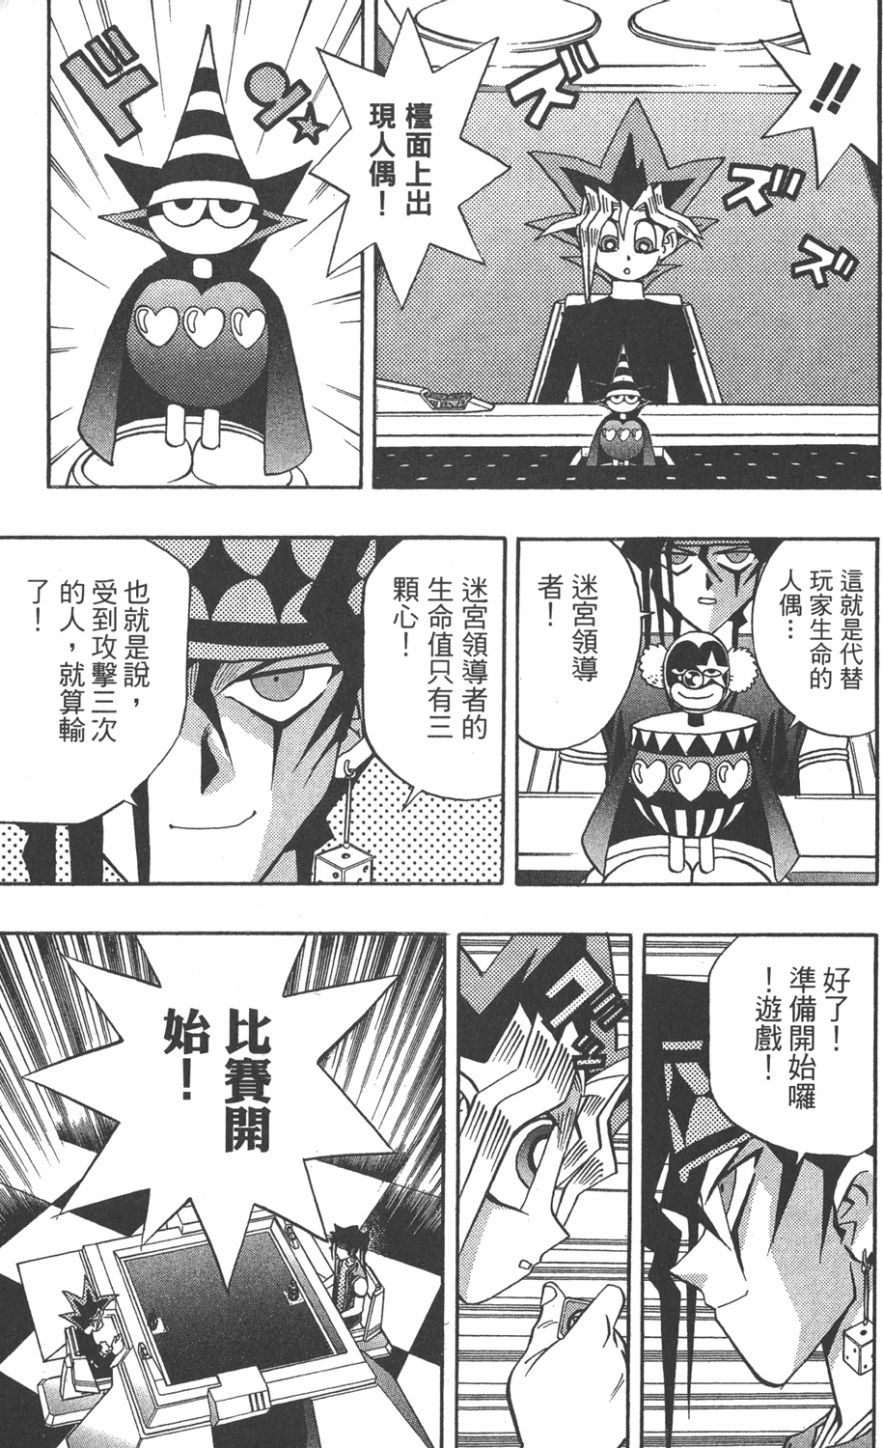 !!
ズ
ズ
ズ
檯面上出
現人偶！
ドン★
這就是代替
玩家生命的
人偶…
迷宮領導
者！
迷宮領導者的
生命值只有三
顆心！
也就是說，
受到攻擊三次
的人，就算輸
了！
好了！
準備開始囉
！遊戲！
ゴク
比賽開
始！